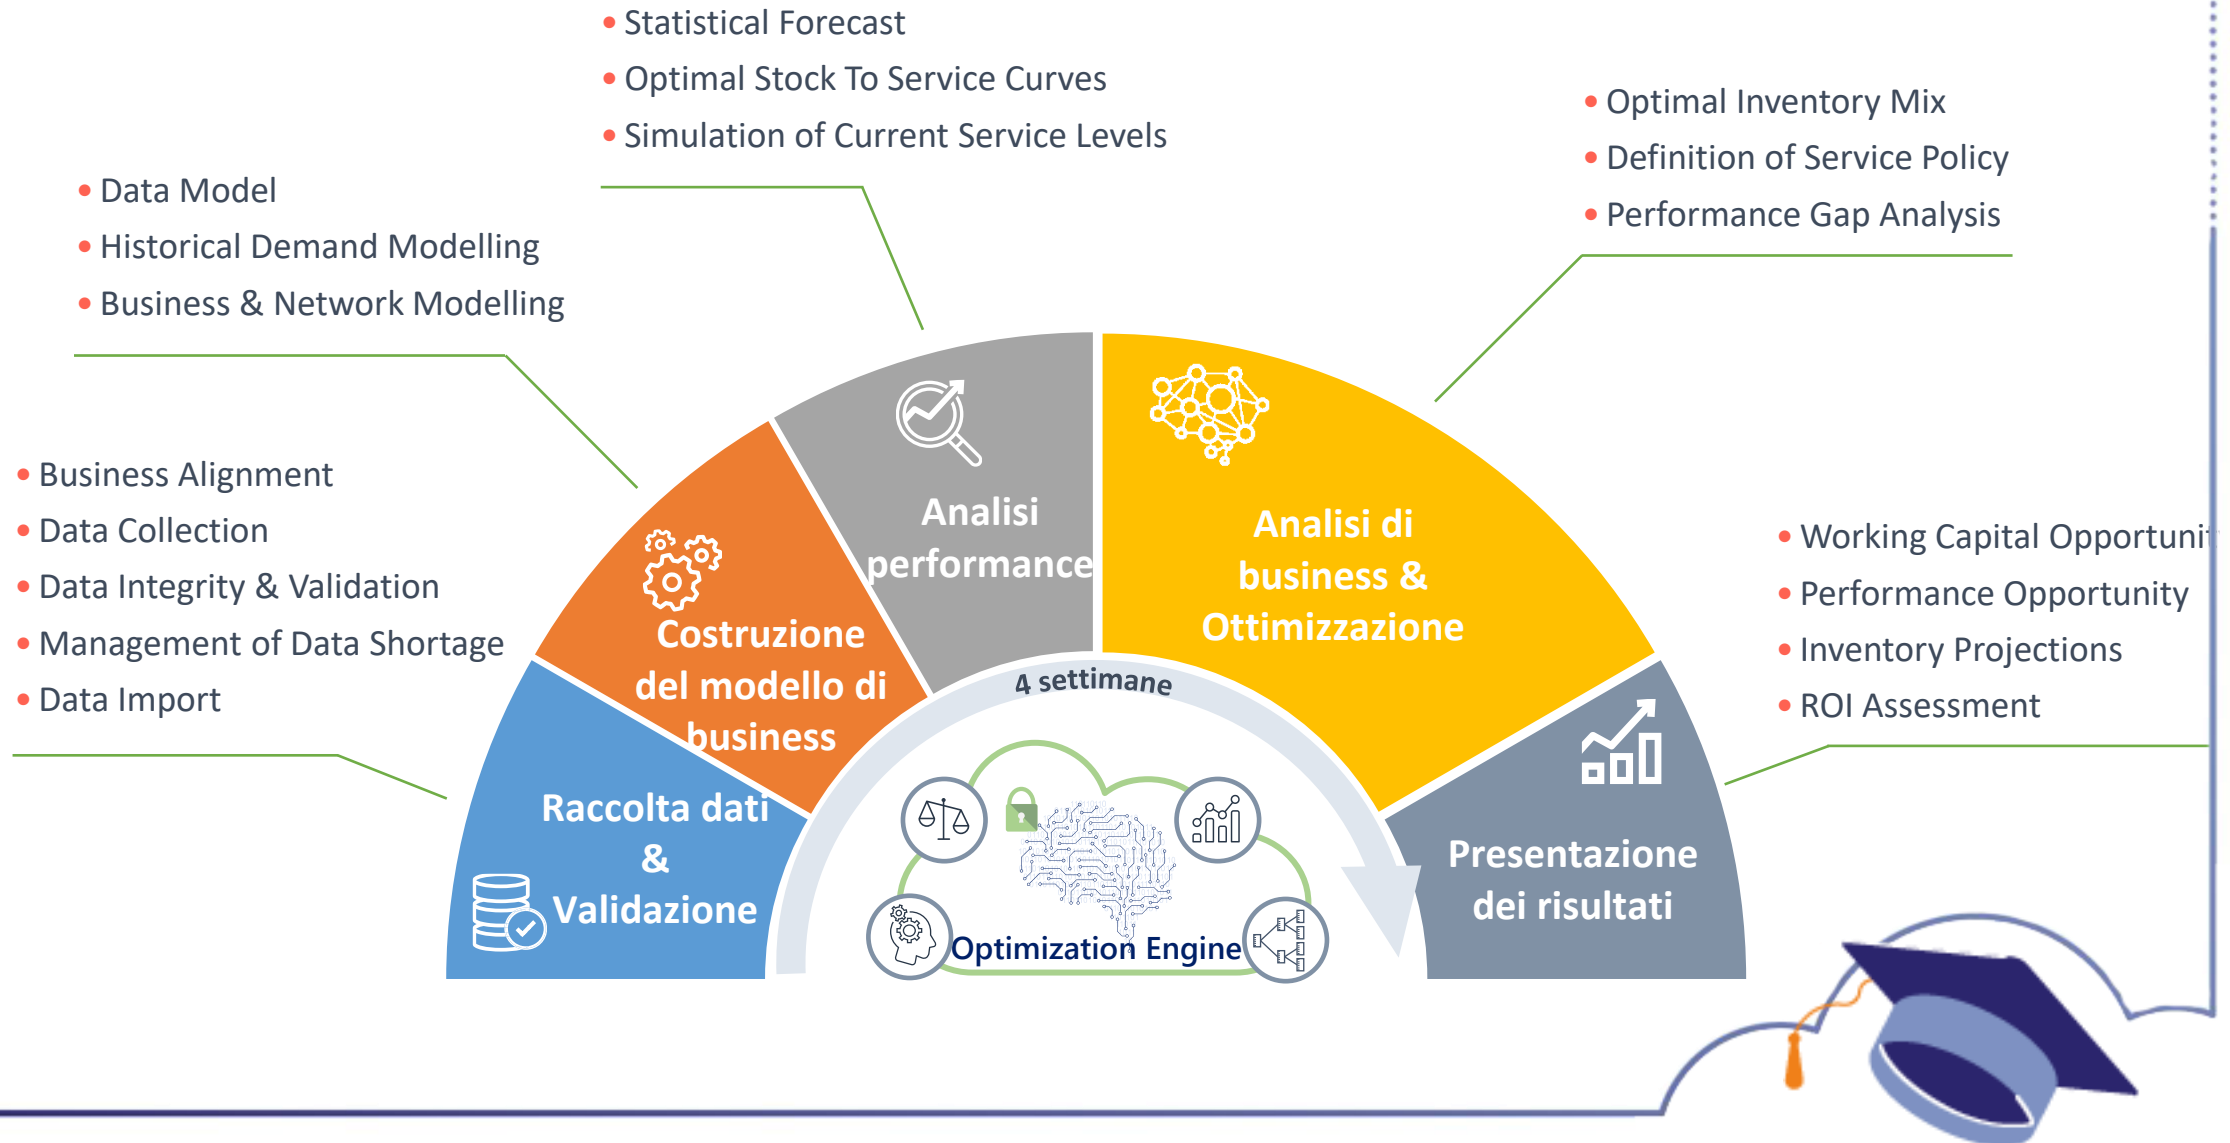 • Statistical Forecast
• Optimal Stock To Service Curves
• Simulation of Current Service Levels
• Optimal Inventory Mix
• Definition of Service Policy
• Performance Gap Analysis
• Data Model
• Historical Demand Modelling
• Business & Network Modelling
• Business Alignment
• Data Collection
• Data Integrity & Validation
• Management of Data Shortage
• Data Import
• Working Capital Opportunit
• Performance Opportunity
• Inventory Projections
• ROI Assessment
Raccolta dati
&
Validazione
Costruzione
del modello di
business
Analisi
performance
Analisi di
business &
Ottimizzazione
Presentazione
dei risultati
4 settimane
Optimization Engine